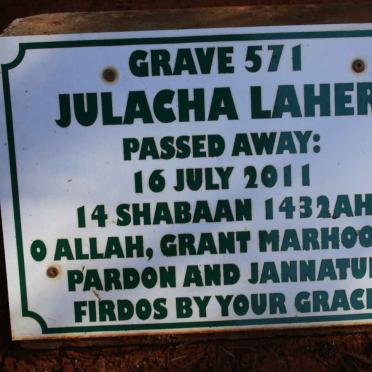 GRAVE 571
JULACHA LAHER
PASSED AWAY:
16 JULY 2011
14 SHABAAN 1432AH
O ALLAH, GRANT MARHOO
PARDON AND JANNATUL
FIRDOS BY YOUR GRAC